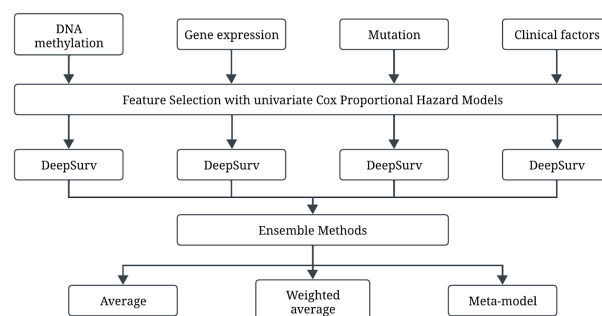 DNA
methylation
Gene expression
Mutation
Clinical factors
Feature Selection with univariate Cox Proportional Hazard Models
DeepSurv
DeepSurv
DeepSurv
DeepSurv
Ensemble Methods
Average
Weighted
average
Meta-model